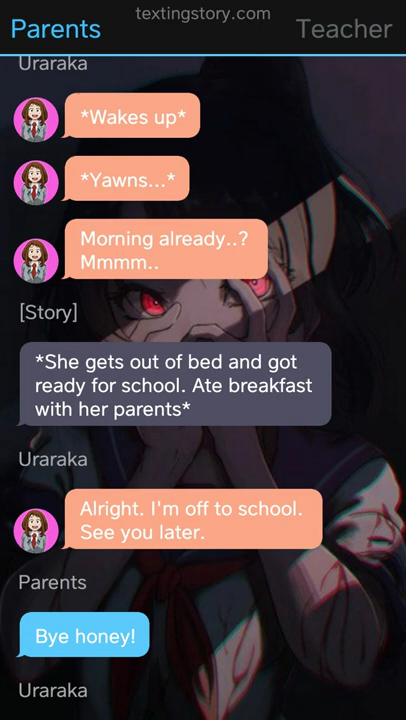 textingstory.com
Parents Teacher
Uraraka
*Wakes up*
*Yawns...*
Morning already..?
Mmmm..
[Story]
*She gets out of bed and got
ready for school. Ate breakfast
with her parents*
Uraraka
Alright. I'm off to school.
See you later.
Parents
Bye honey!
Uraraka